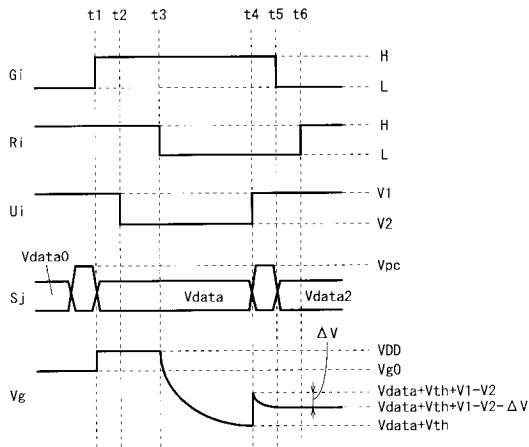 t1 t2 t3 t4 t5 t6
Gi
H
L
Ri
H
L
Ui
V1
V2
Vdata0
Sj
Vdata
Vpc
Vdata2
ΔV
Vg
VDD
Vg0
Vdata+Vth+V1-V2
Vdata+Vth+V1-V2-ΔV
Vdata+Vth